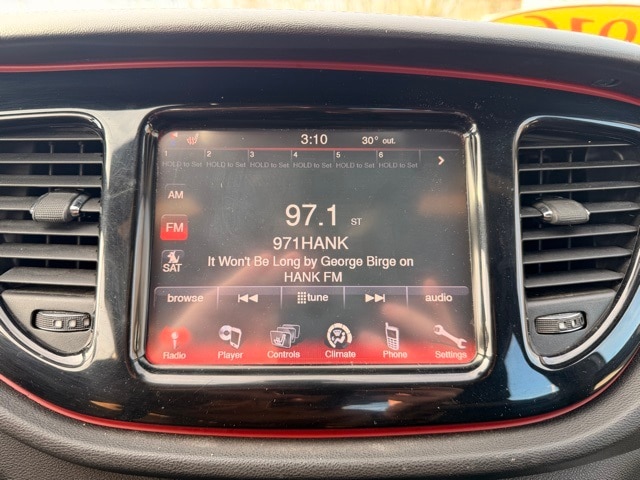 3:10 30° out.
1 2 3 4 5 6
HOLD to Set HOLD to Set HOLD to Set HOLD to Set HOLD to Set HOLD to Set
AM
97.1 ST
FM
971HANK
It Won't Be Long by George Birge on
SAT
HANK FM
browse tune audio
Radio Player Controls Climate Phone Settings